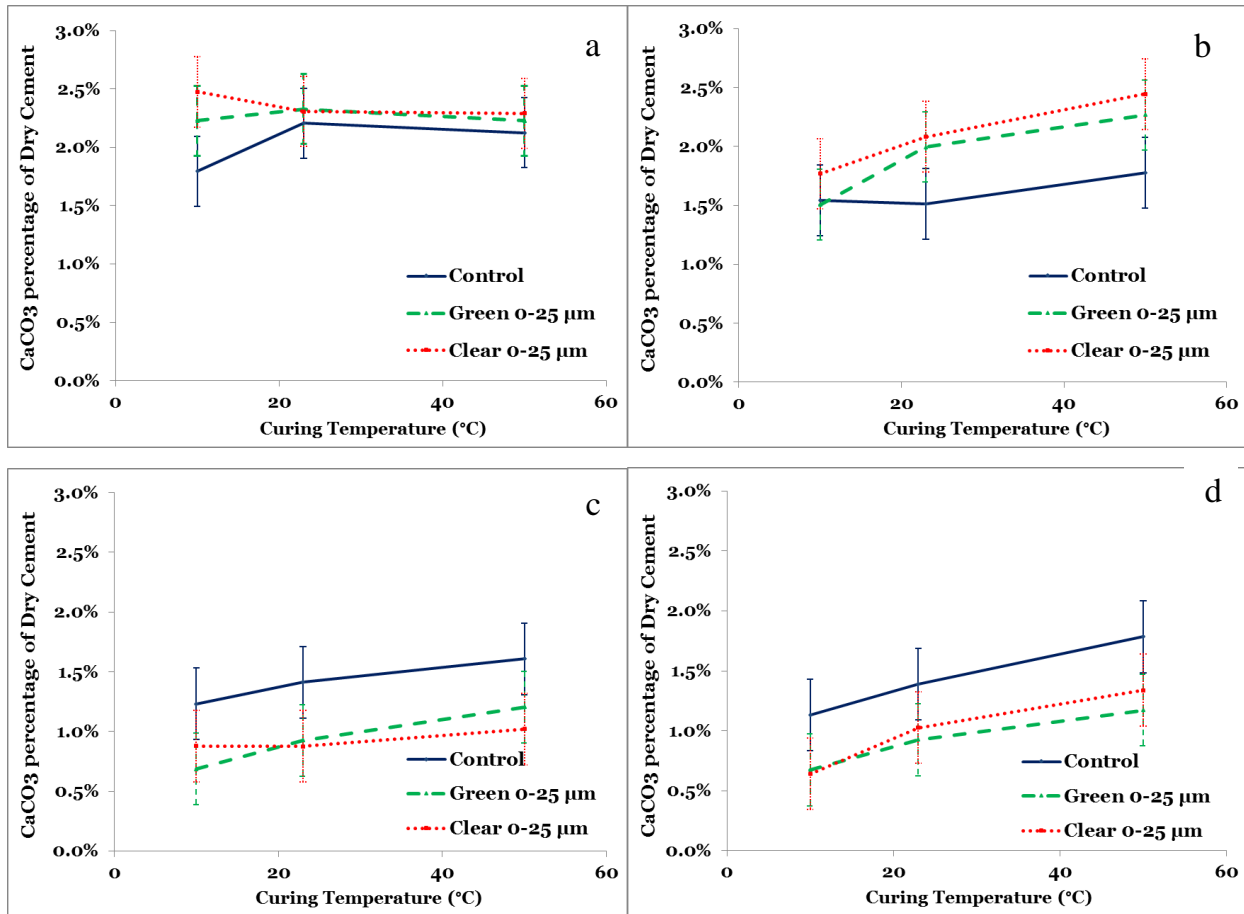 a
CaCO3 percentage of Dry Cement
3.0%
2.5%
2.0%
1.5%
1.0%
0.5%
0.0%
Control
Green 0-25 µm
Clear 0-25 µm
0 20 40 60
Curing Temperature (°C)
b
CaCO3 percentage of Dry Cement
3.0%
2.5%
2.0%
1.5%
1.0%
0.5%
0.0%
Control
Green 0-25 µm
Clear 0-25 µm
0 20 40 60
Curing Temperature (°C)
c
CaCO3 percentage of Dry Cement
3.0%
2.5%
2.0%
1.5%
1.0%
0.5%
0.0%
Control
Green 0-25 µm
Clear 0-25 µm
0 20 40 60
Curing Temperature (°C)
d
CaCO3 percentage of Dry Cement
3.0%
2.5%
2.0%
1.5%
1.0%
0.5%
0.0%
Control
Green 0-25 µm
Clear 0-25 µm
0 20 40 60
Curing Temperature (°C)